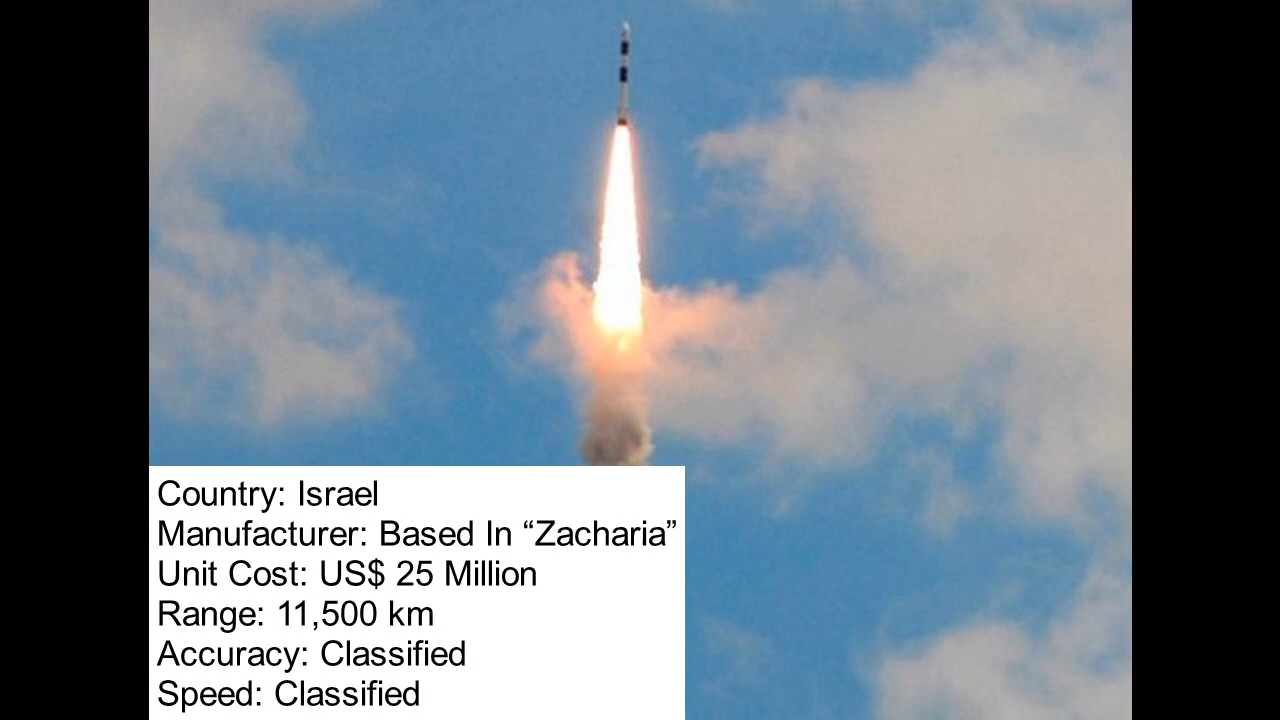 Country: Israel
Manufacturer: Based In “Zacharia”
Unit Cost: US$ 25 Million
Range: 11,500 km
Accuracy: Classified
Speed: Classified